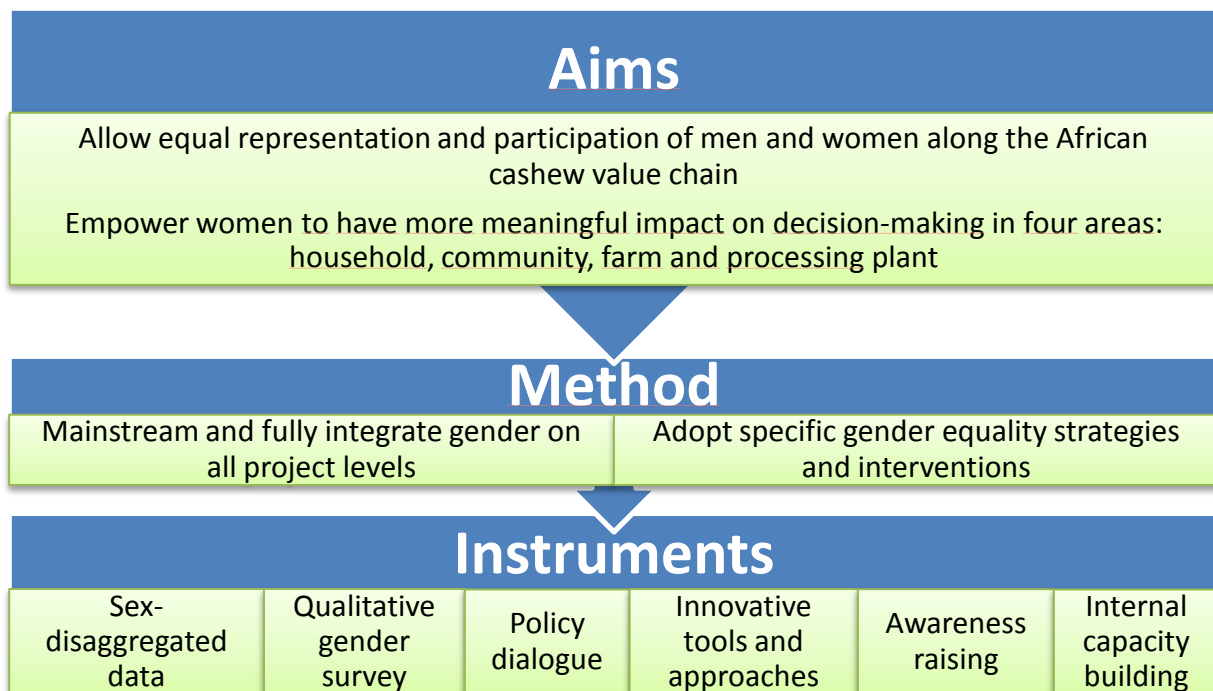 Aims
Allow equal representation and participation of men and women along the African
cashew value chain
Empower women to have more meaningful impact on decision-making in four areas:
household, community, farm and processing plant
Method
Mainstream and fully integrate gender on
all project levels
Adopt specific gender equality strategies
and interventions
Instruments
Sex-
disaggregated
data
Qualitative
gender
survey
Policy
dialogue
Innovative
tools and
approaches
Awareness
raising
Internal
capacity
building